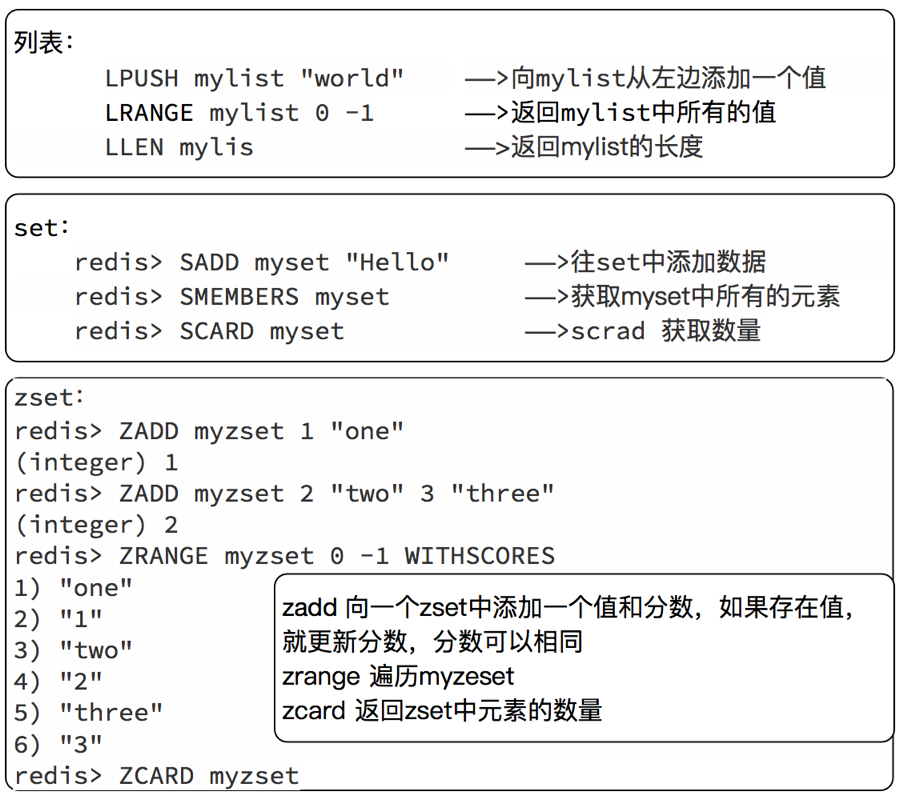 列表：
LPUSH mylist "world" ——>向mylist从左边添加一个值
LRANGE mylist 0 -1 ——>返回mylist中所有的值
LLEN mylis ——>返回mylist的长度
set：
redis> SADD myset "Hello" ——>往set中添加数据
redis> SMEMBERS myset ——>获取myset中所有的元素
redis> SCARD myset ——>scrad 获取数量
zset：
redis> ZADD myzset 1 "one"
(integer) 1
redis> ZADD myzset 2 "two" 3 "three"
(integer) 2
redis> ZRANGE myzset 0 -1 WITHSCORES
1) "one"
2) "1"
3) "two"
4) "2"
5) "three"
6) "3"
redis> ZCARD myzset
zadd 向一个zset中添加一个值和分数，如果存在值，
就更新分数，分数可以相同
zrange 遍历myzeset
zcard 返回zset中元素的数量